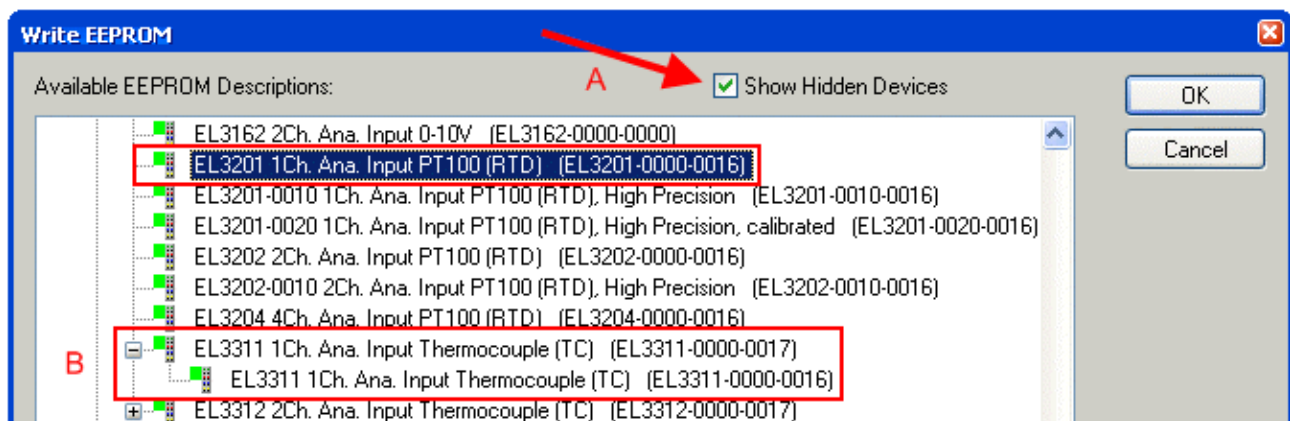 Write EEPROM
Available EEPROM Descriptions:
A
Show Hidden Devices
OK
Cancel
EL3162 2Ch. Ana. Input 0-10V (EL3162-0000-0000)
EL3201 1Ch. Ana. Input PT100 (RTD) (EL3201-0000-0016)
EL3201-0010 1Ch. Ana. Input PT100 (RTD), High Precision (EL3201-0010-0016)
EL3201-0020 1Ch. Ana. Input PT100 (RTD), High Precision, calibrated (EL3201-0020-0016)
EL3202 2Ch. Ana. Input PT100 (RTD) (EL3202-0000-0016)
EL3202-0010 2Ch. Ana. Input PT100 (RTD), High Precision (EL3202-0010-0016)
EL3204 4Ch. Ana. Input PT100 (RTD) (EL3204-0000-0016)
B
EL3311 1Ch. Ana. Input Thermocouple (TC) (EL3311-0000-0017)
EL3311 1Ch. Ana. Input Thermocouple (TC) (EL3311-0000-0016)
EL3312 2Ch. Ana. Input Thermocouple (TC) (EL3312-0000-0017)